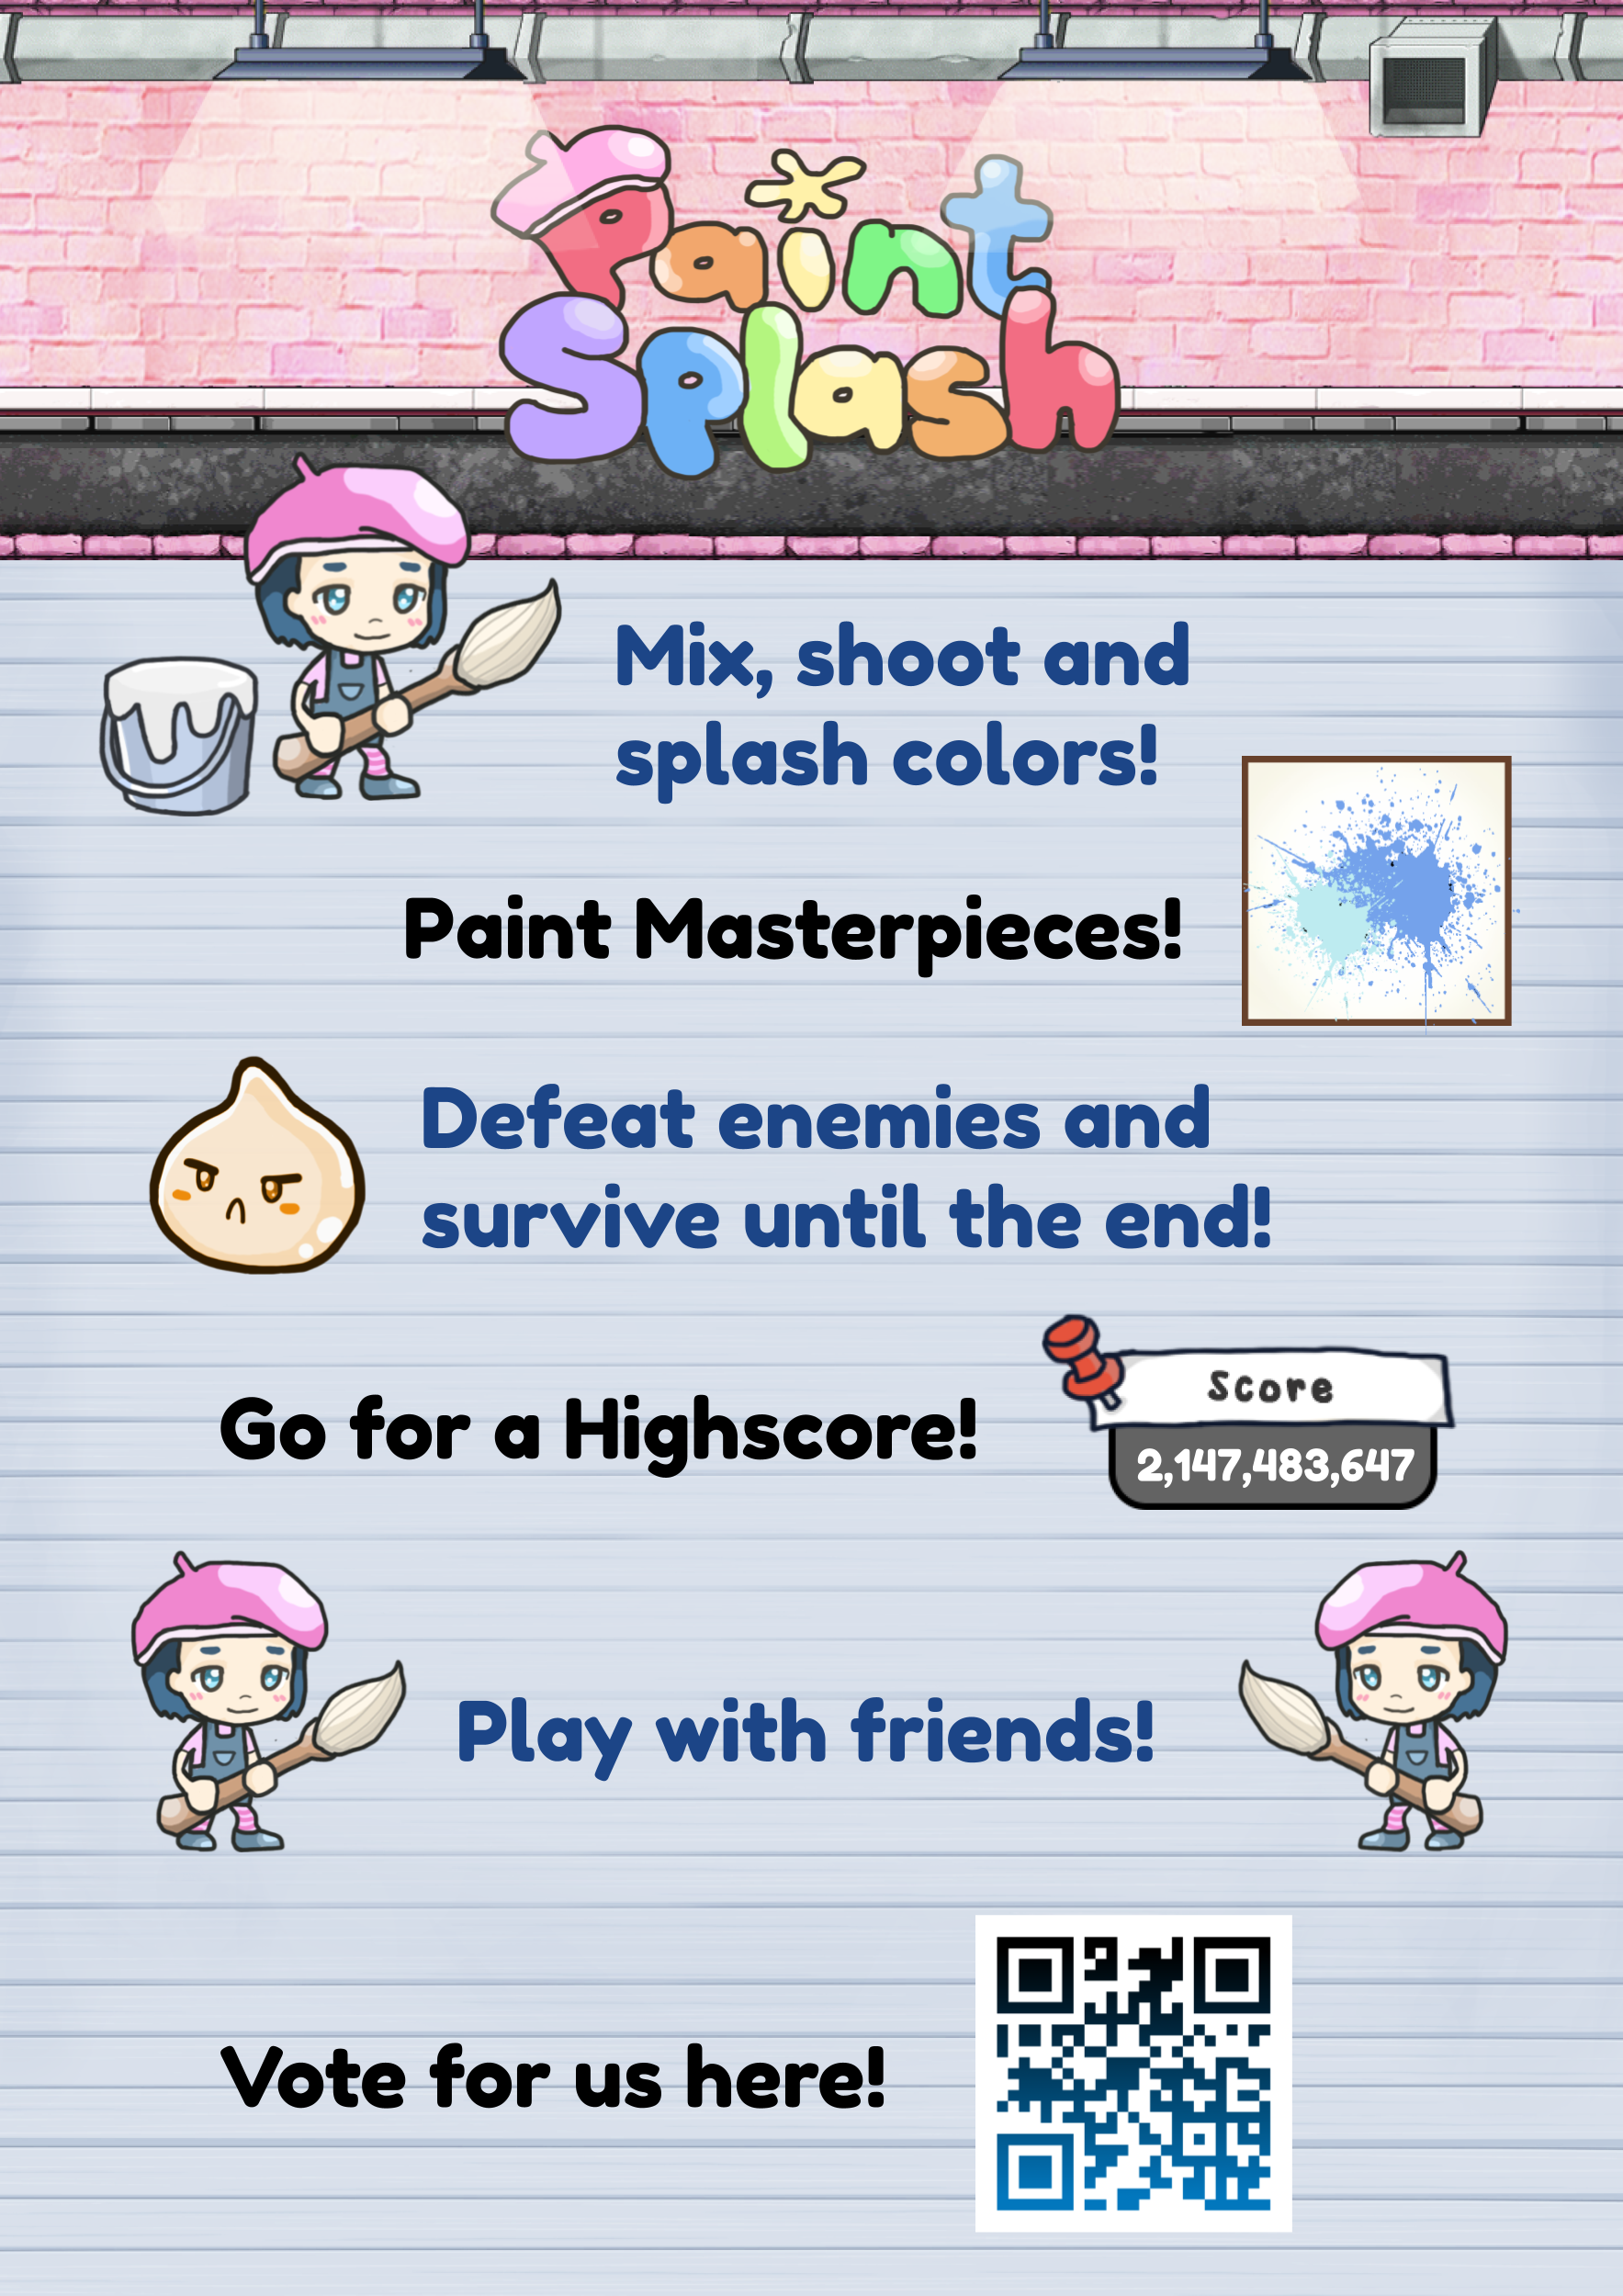 Paint
Splash
Mix, shoot and
splash colors!
Paint Masterpieces!
Defeat enemies and
survive until the end!
Go for a Highscore!
Score
2,147,483,647
Play with friends!
Vote for us here!